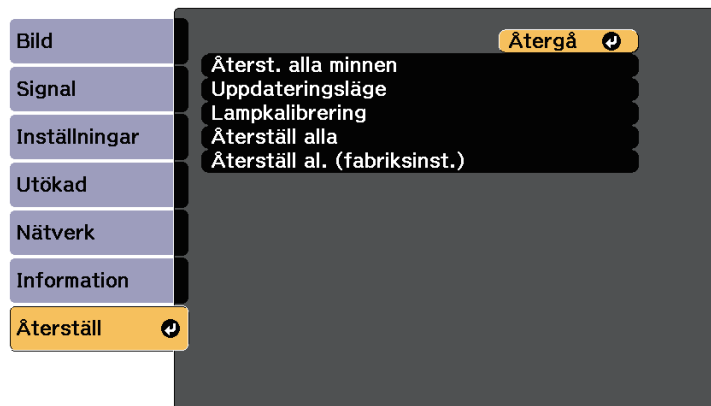 Bild
Signal
Inställningar
Utökad
Nätverk
Information
Återställ
Återgå
Återst. alla minnen
Uppdateringsläge
Lampkalibrering
Återställ alla
Återställ al. (fabriksinst.)